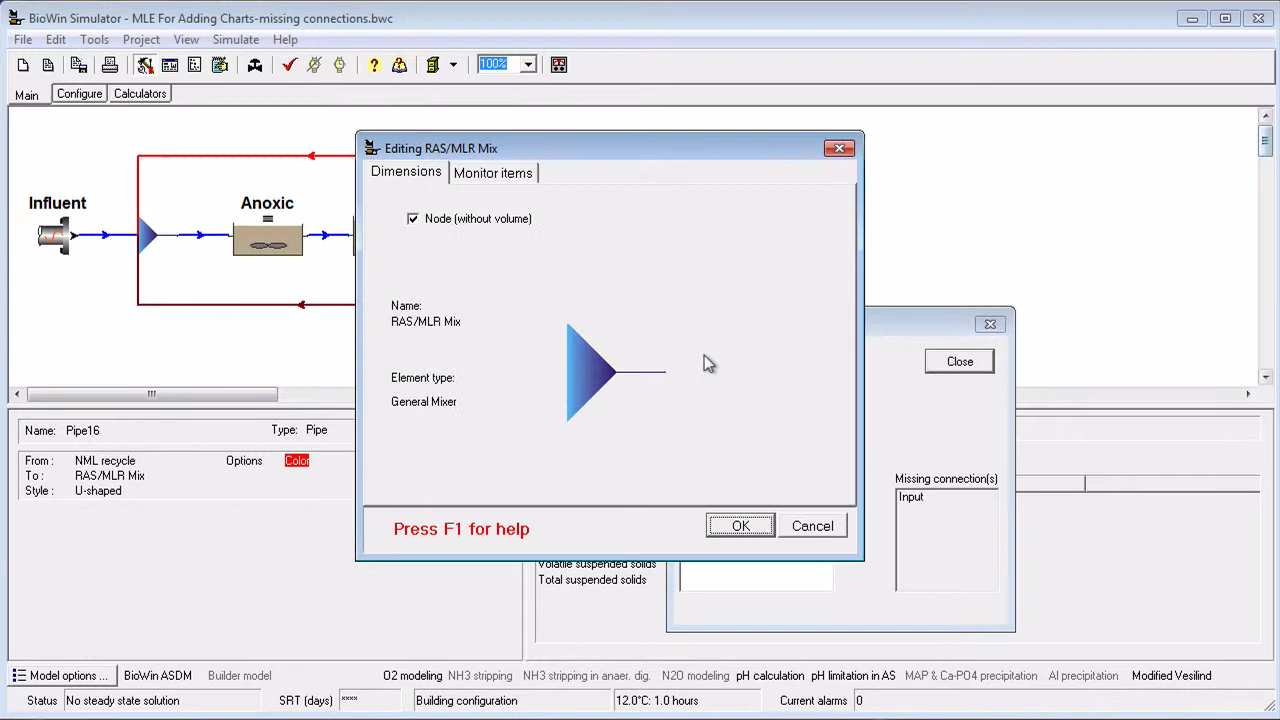 BioWin Simulator - MLE For Adding Charts-missing connections.bwc
File Edit Tools Project View Simulate Help
100%
Main Configure Calculators
Influent
Anoxic
Editing RAS/MLR Mix
Dimensions Monitor items
Node (without volume)
Name:
RAS/MLR Mix
Element type:
General Mixer
Press F1 for help
OK Cancel
Close
Missing connection(s)
Input
Name: Pipe16 Type: Pipe
From : NML recycle Options Color
To : RAS/MLR Mix
Style : U-shaped
Volatile suspended solids
Total suspended solids
Model options ... BioWin ASDM Builder model O2 modeling NH3 stripping NH3 stripping in anaer. dig. N2O modeling pH calculation pH limitation in AS MAP & Ca-PO4 precipitation Al precipitation Modified Vesilind
Status No steady state solution SRT (days) **** Building configuration 12.0°C: 1.0 hours Current alarms 0